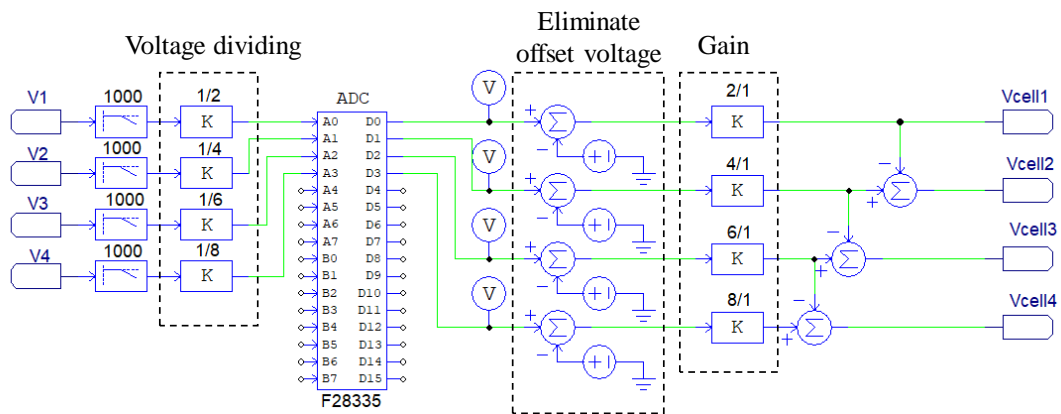 Voltage dividing
Eliminate
offset voltage
Gain
V1
1000
1/2
K
V2
1000
1/4
K
V3
1000
1/6
K
V4
1000
1/8
K
ADC
A0 D0
A1 D1
A2 D2
A3 D3
A4 D4
A5 D5
A6 D6
A7 D7
B0 D8
B1 D9
B2 D10
B3 D11
B4 D12
B5 D13
B6 D14
B7 D15
F28335
V
V
V
V
+ Σ −
+ Σ −
+ Σ −
+ Σ −
2/1
K
4/1
K
6/1
K
8/1
K
− + Σ
− + Σ
− + Σ
Vcell1
Vcell2
Vcell3
Vcell4